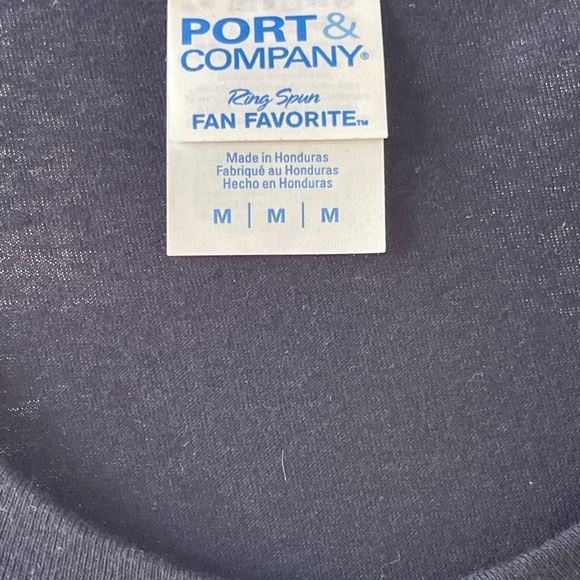 PORT &
COMPANY®
Ring Spun
FAN FAVORITE™
Made in Honduras
Fabriqué au Honduras
Hecho en Honduras
M | M | M